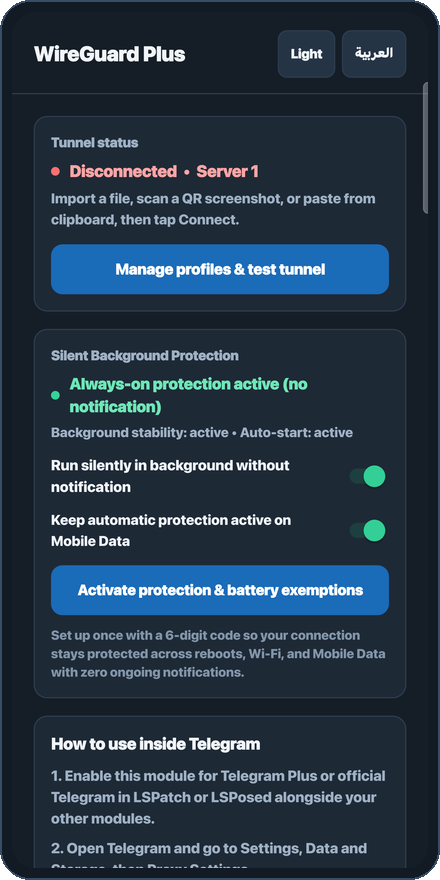 WireGuard Plus
Light
العربية
Tunnel status
Disconnected • Server 1
Import a file, scan a QR screenshot, or paste from
clipboard, then tap Connect.
Manage profiles & test tunnel
Silent Background Protection
Always-on protection active (no
notification)
Background stability: active • Auto-start: active
Run silently in background without
notification
Keep automatic protection active on
Mobile Data
Activate protection & battery exemptions
Set up once with a 6-digit code so your connection
stays protected across reboots, Wi-Fi, and Mobile Data
with zero ongoing notifications.
How to use inside Telegram
1. Enable this module for Telegram Plus or official
Telegram in LSPatch or LSPosed alongside your
other modules.
2. Open Telegram and go to Settings, Data and
Storage, then Proxy Settings.